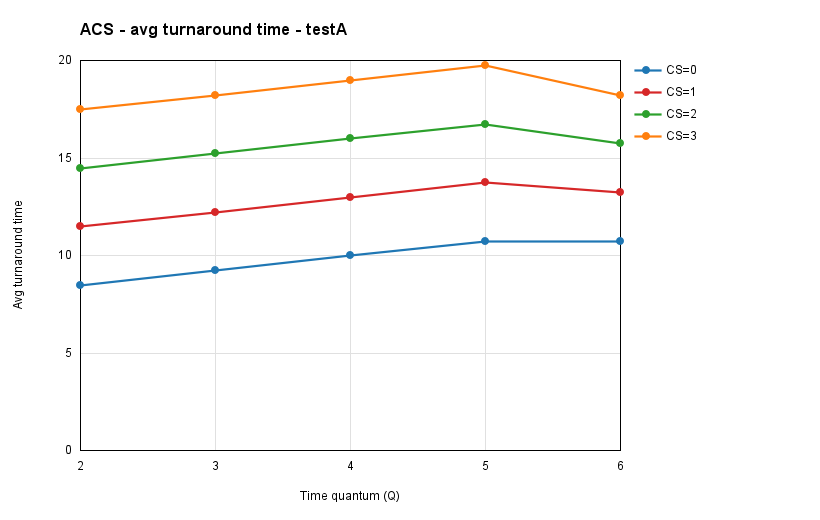 ACS - avg turnaround time - testA
20
15
10
5
0
Avg turnaround time
2 3 4 5 6
Time quantum (Q)
CS=0
CS=1
CS=2
CS=3